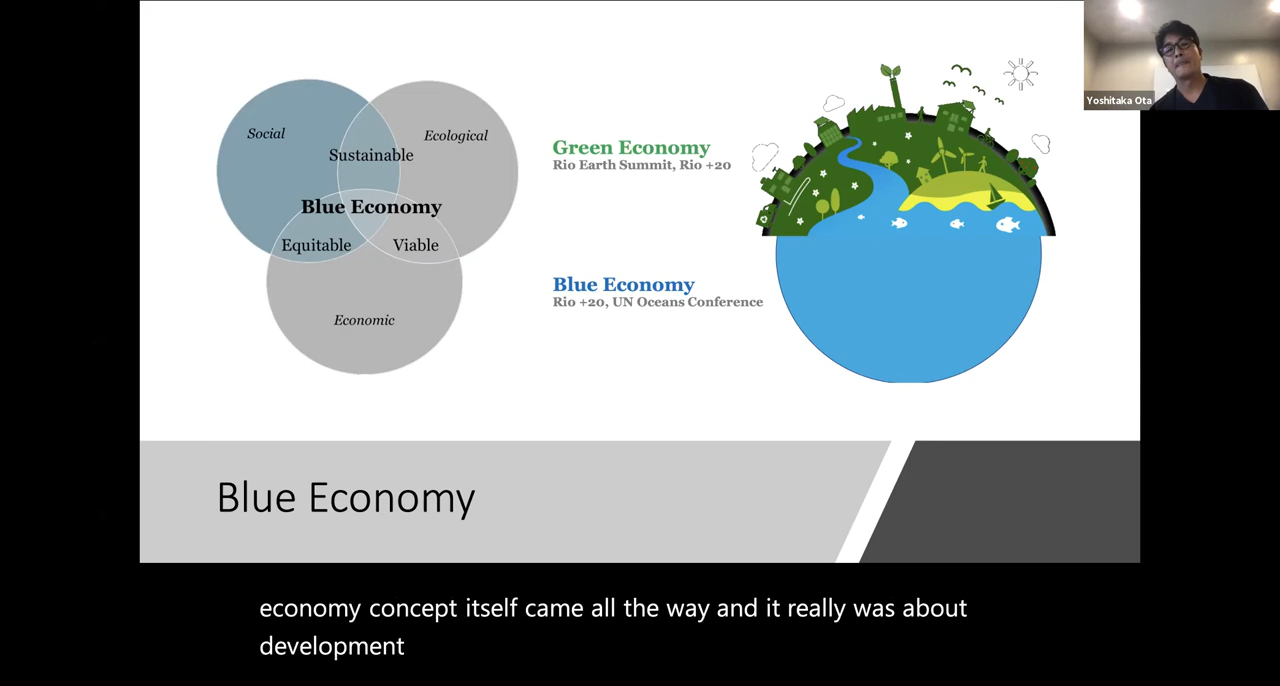 Social
Ecological
Sustainable
Blue Economy
Equitable
Viable
Economic
Green Economy
Rio Earth Summit, Rio +20
Blue Economy
Rio +20, UN Oceans Conference
Yoshitaka Ota
Blue Economy
economy concept itself came all the way and it really was about
development